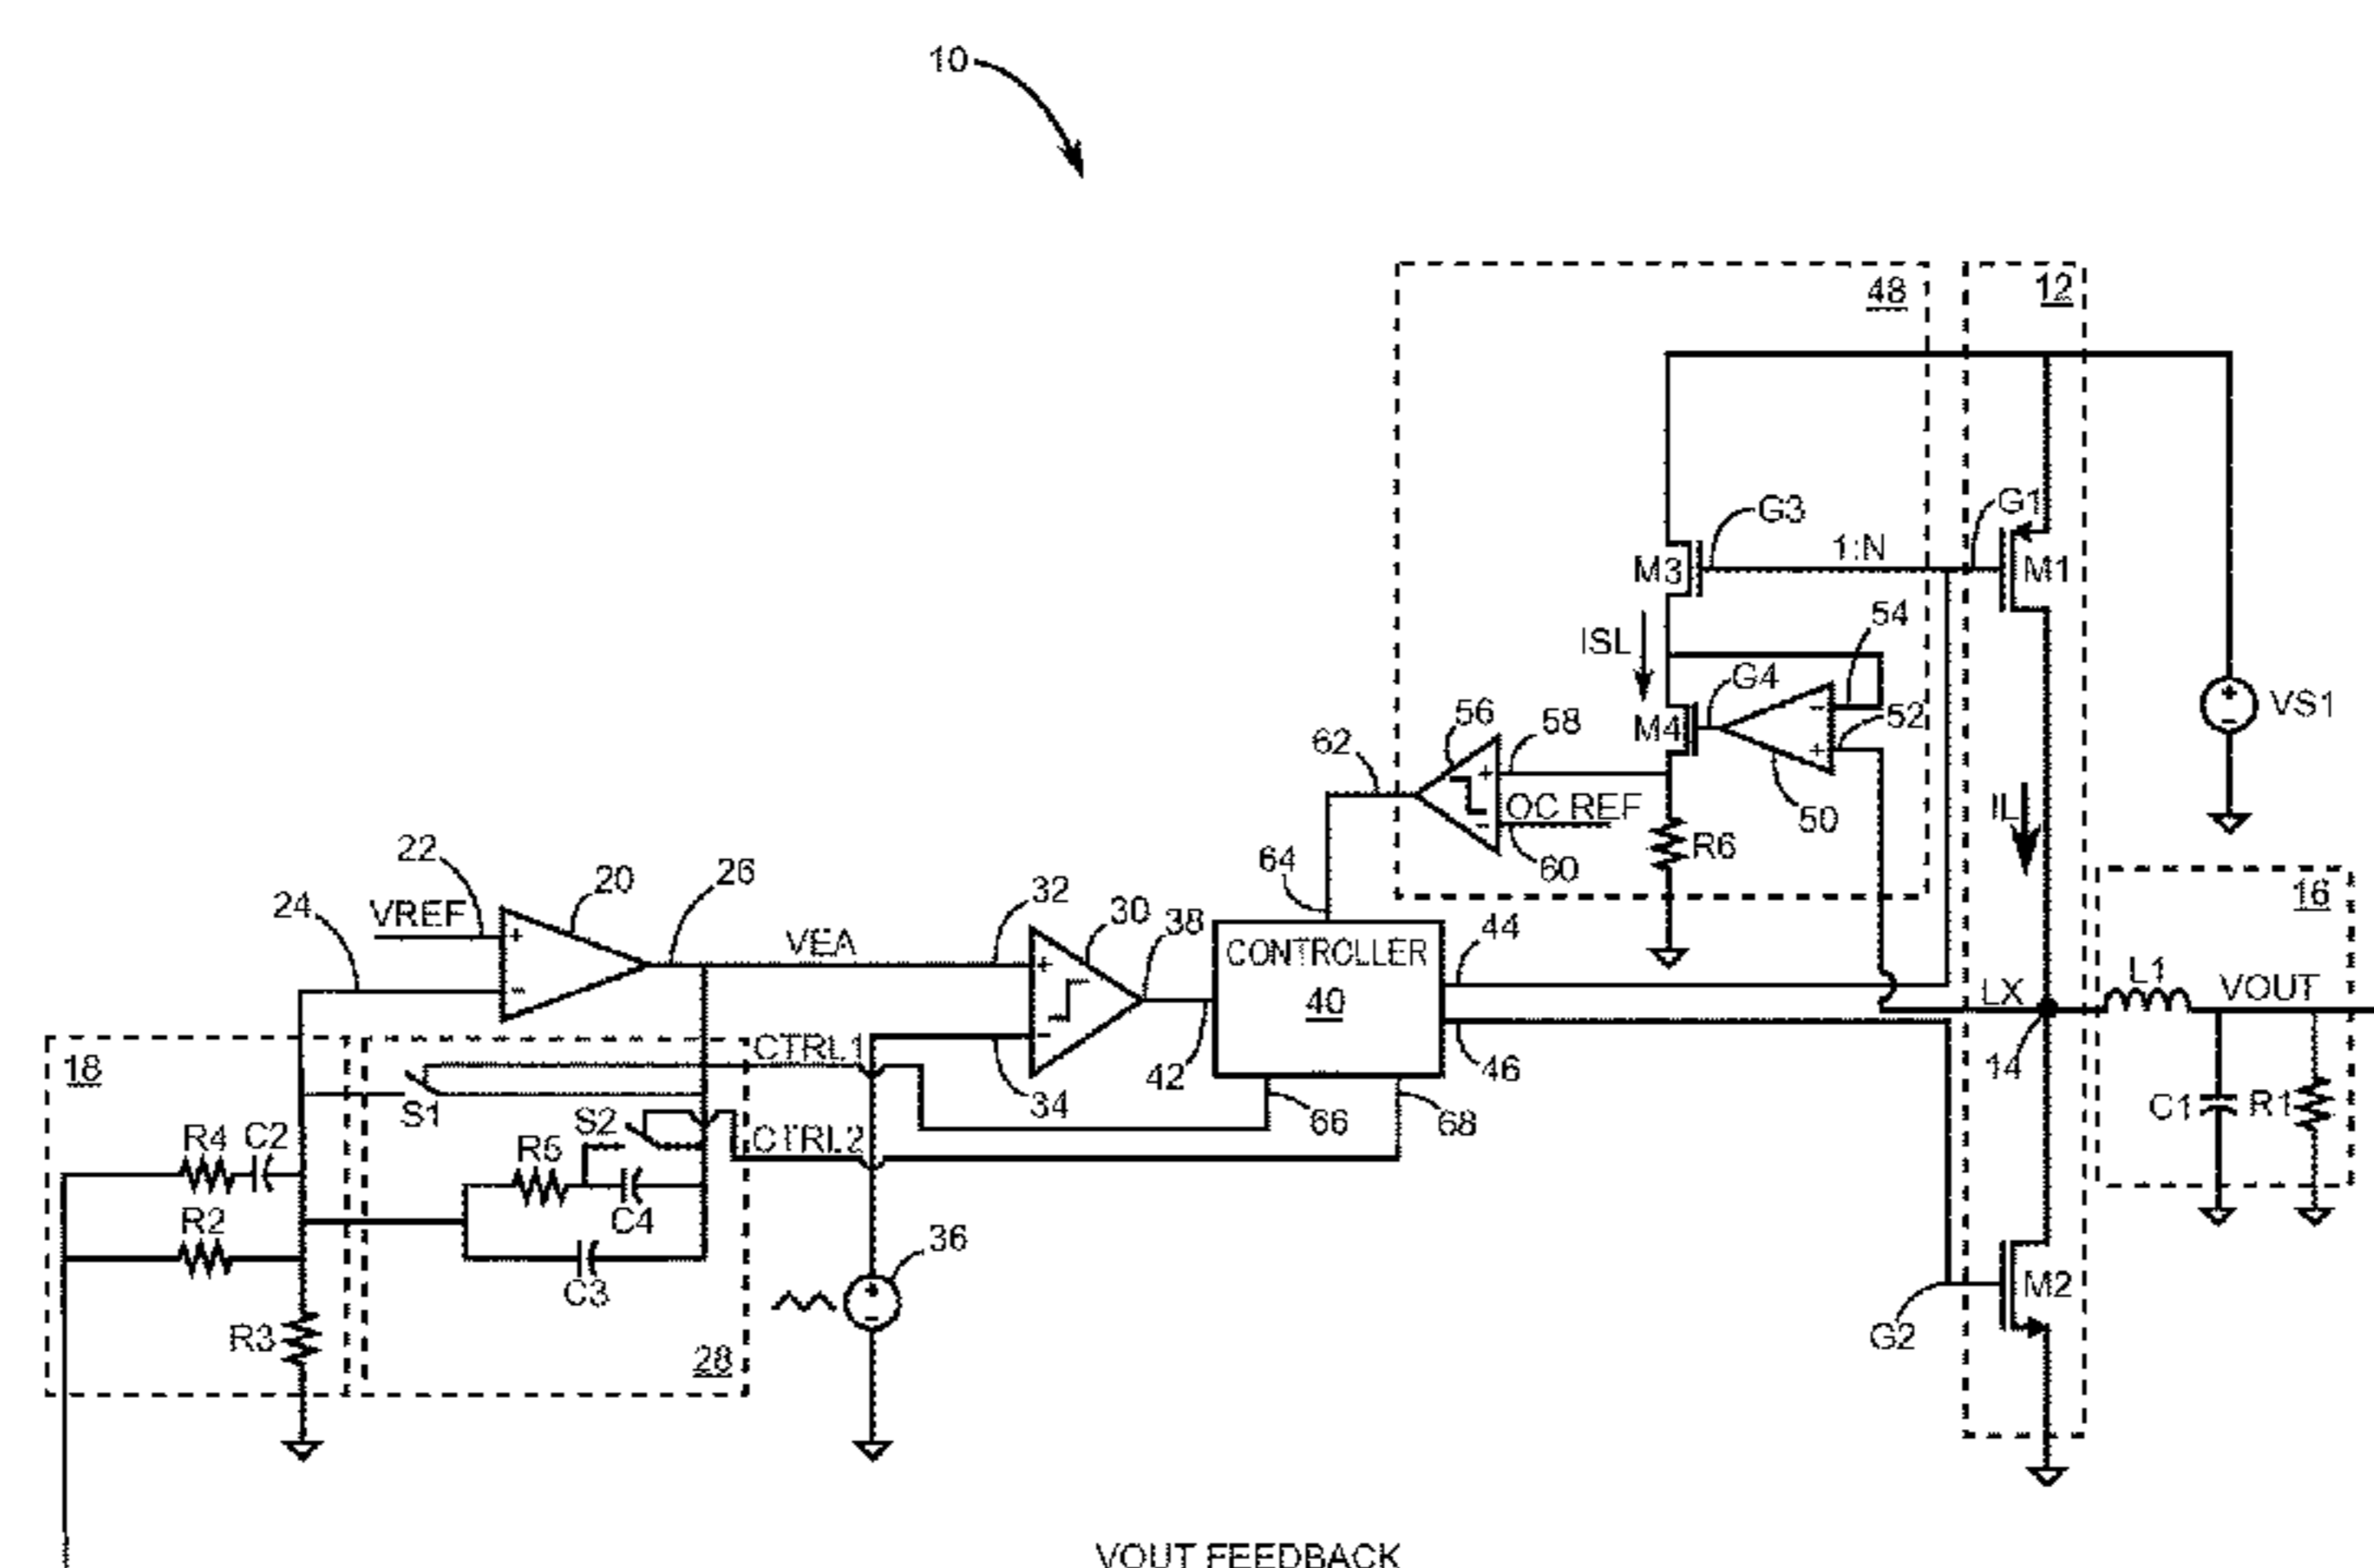 10
48
12
G3
G1
1:N
M3
M1
54
ISL
G4
52
VS1
56
58
M4
62
IL
OC REF
50
R6
60
64
22
20
26
16
24
VREF
32
30
38
44
VEA
CONTROLLER
L1
VOUT
LX
40
18
CTRL1
46
14
42
34
S1
S2
66
68
C1
R1
R4
C2
R5
CTRL2
R2
C4
36
C3
M2
R3
G2
28
VOUT FEEDBACK